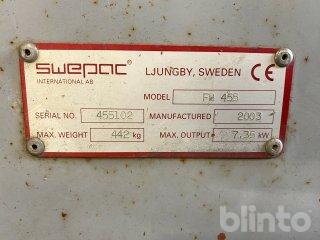 swepac
INTERNATIONAL AB
LJUNGBY, SWEDEN CE
MODEL FB 455
SERIAL NO. 455102 MANUFACTURED 2003
MAX. WEIGHT 442 kg MAX. OUTPUT 7,35 kW
blinto